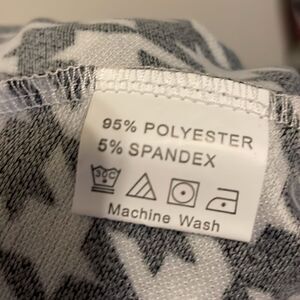 95% POLYESTER
5% SPANDEX
Machine Wash